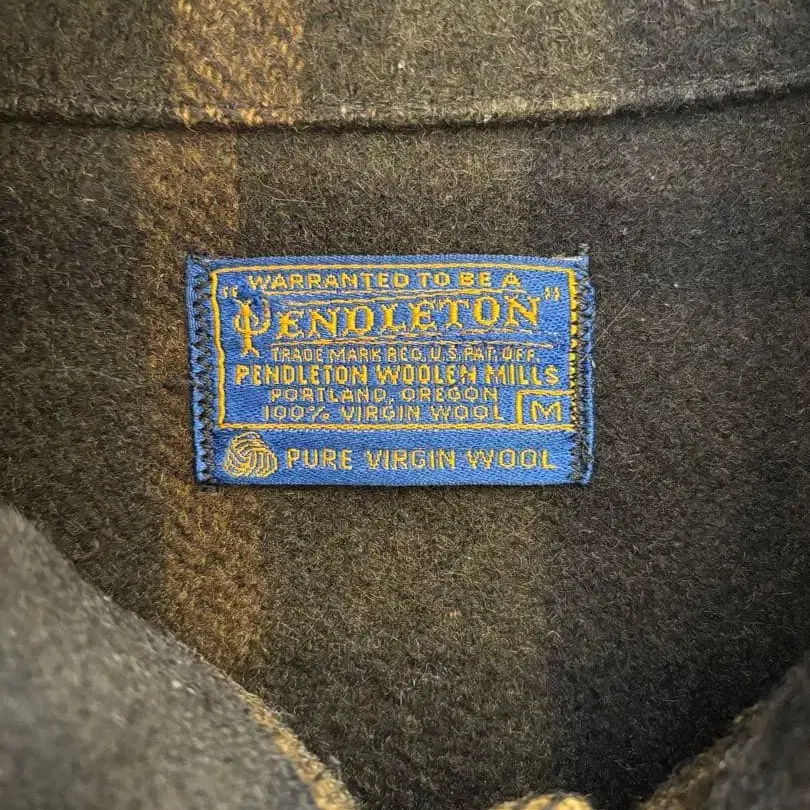 WARRANTED TO BE A
"PENDLETON"
TRADE MARK REG. U.S. PAT. OFF.
PENDLETON WOOLEN MILLS
PORTLAND, OREGON
100% VIRGIN WOOL M
PURE VIRGIN WOOL